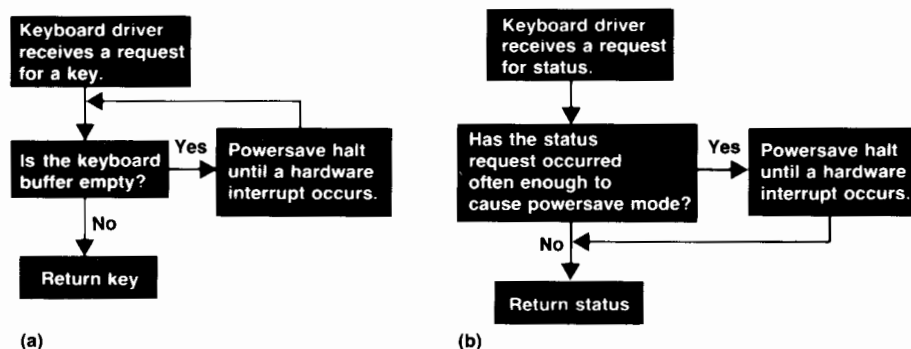 Keyboard driver
receives a request
for a key.
Is the keyboard
buffer empty?
Yes
Powersave halt
until a hardware
interrupt occurs.
No
Return key
(a)
Keyboard driver
receives a request
for status.
Has the status
request occurred
often enough to
cause powersave mode?
Yes
Powersave halt
until a hardware
interrupt occurs.
No
Return status
(b)